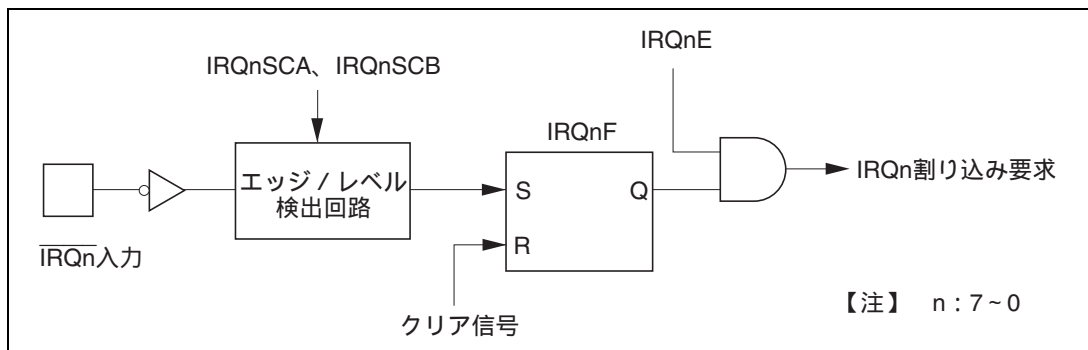 IRQnE
IRQnSCA、IRQnSCB
IRQnF
エッジ / レベル
検出回路
S
Q
IRQn割り込み要求
R
IRQn入力
クリア信号
【注】 n : 7 ~ 0